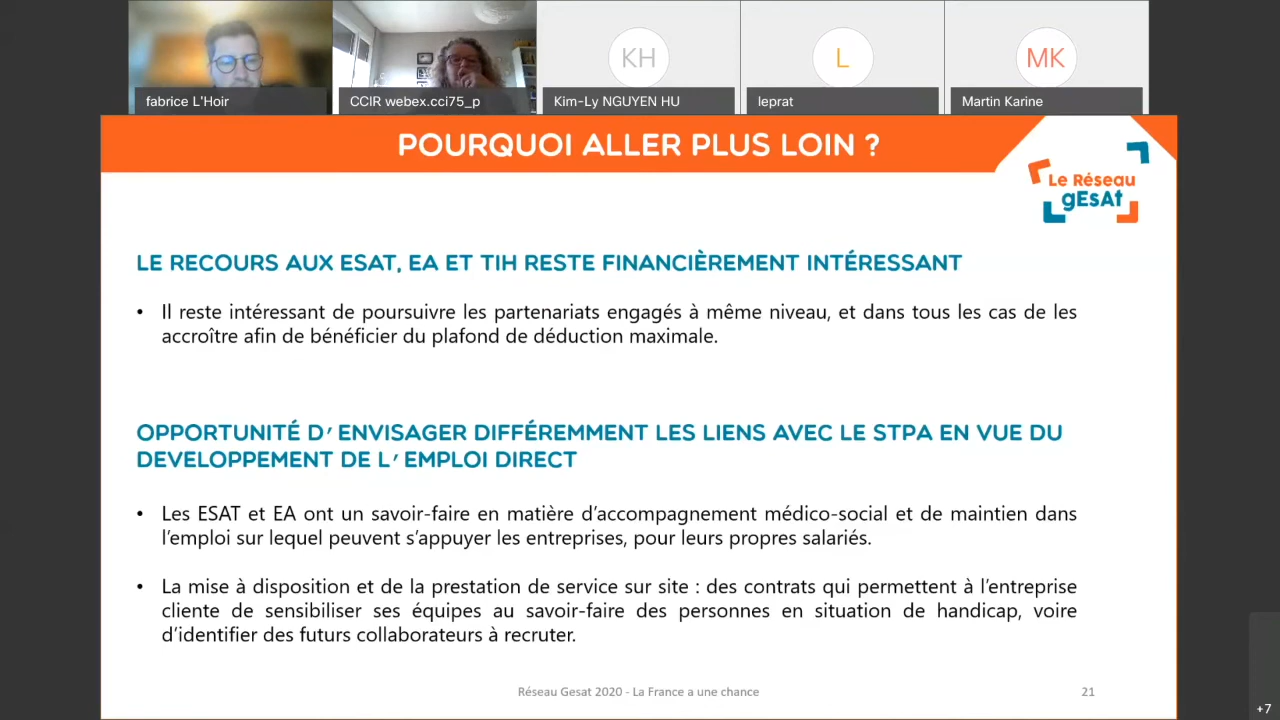 KH
L
MK
fabrice L'Hoir
CCIR webex.cci75_p
Kim-Ly NGUYEN HU
leprat
Martin Karine
POURQUOI ALLER PLUS LOIN ?
Le Réseau
gEsAt
LE RECOURS AUX ESAT, EA ET TIH RESTE FINANCIÈREMENT INTÉRESSANT
• Il reste intéressant de poursuivre les partenariats engagés à même niveau, et dans tous les cas de les
accroître afin de bénéficier du plafond de déduction maximale.
OPPORTUNITÉ D’ ENVISAGER DIFFÉREMMENT LES LIENS AVEC LE STPA EN VUE DU
DEVELOPPEMENT DE L’ EMPLOI DIRECT
• Les ESAT et EA ont un savoir-faire en matière d’accompagnement médico-social et de maintien dans
l’emploi sur lequel peuvent s’appuyer les entreprises, pour leurs propres salariés.
• La mise à disposition et de la prestation de service sur site : des contrats qui permettent à l’entreprise
cliente de sensibiliser ses équipes au savoir-faire des personnes en situation de handicap, voire
d’identifier des futurs collaborateurs à recruter.
Réseau Gesat 2020 - La France a une chance
21
+7